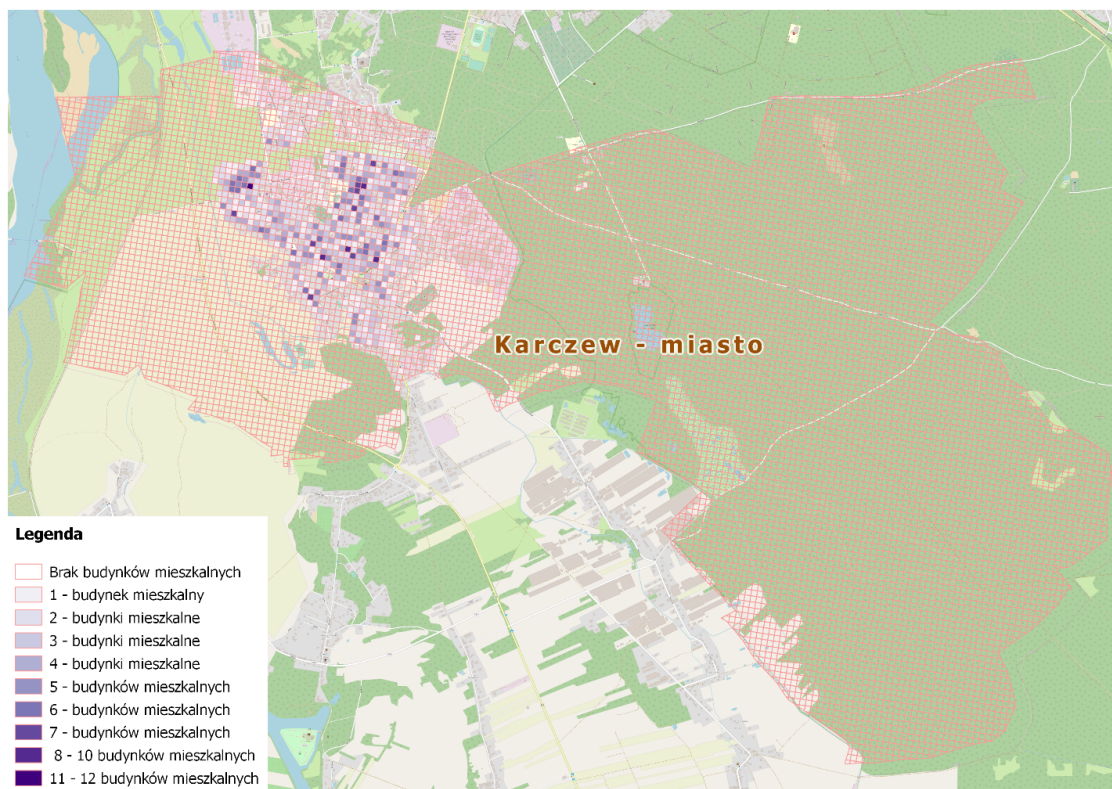 Karczew - miasto
Legenda
Brak budynków mieszkalnych
1 - budynek mieszkalny
2 - budynki mieszkalne
3 - budynki mieszkalne
4 - budynki mieszkalne
5 - budynków mieszkalnych
6 - budynków mieszkalnych
7 - budynków mieszkalnych
8 - 10 budynków mieszkalnych
11 - 12 budynków mieszkalnych